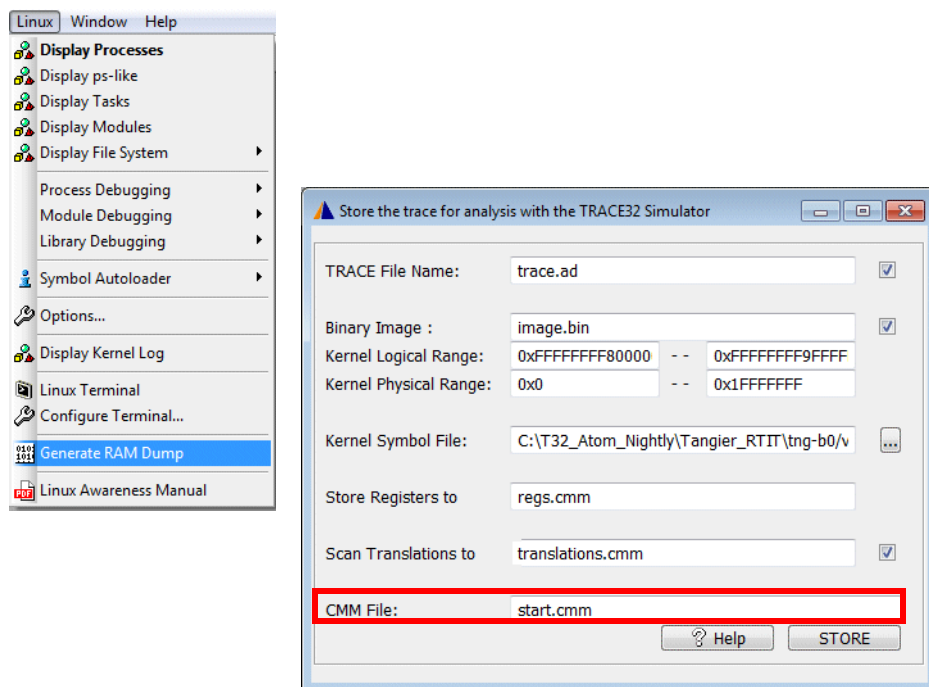 Linux Window Help
Display Processes
Display ps-like
Display Tasks
Display Modules
Display File System
Process Debugging
Module Debugging
Library Debugging
Symbol Autoloader
Options...
Display Kernel Log
Linux Terminal
Configure Terminal...
Generate RAM Dump
Linux Awareness Manual
Store the trace for analysis with the TRACE32 Simulator
TRACE File Name: trace.ad
Binary Image : image.bin
Kernel Logical Range: 0xFFFFFFFF80000 -- 0xFFFFFFFF9FFFF
Kernel Physical Range: 0x0 -- 0x1FFFFFFF
Kernel Symbol File: C:\T32_Atom_Nightly\Tangier_RTIT\tng-b0/v ...
Store Registers to regs.cmm
Scan Translations to translations.cmm
CMM File: start.cmm
? Help STORE